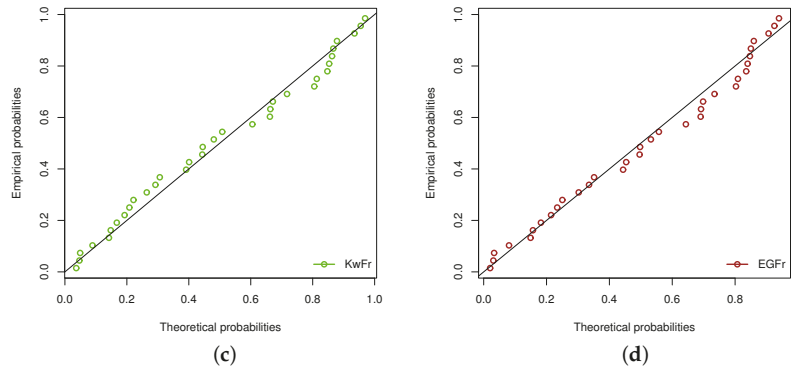 1.0
0.8
0.6
0.4
0.2
0.0
Empirical probabilities
KwFr
0.0 0.2 0.4 0.6 0.8 1.0
Theoretical probabilities
(c)
1.0
0.8
0.6
0.4
0.2
0.0
Empirical probabilities
EGFr
0.0 0.2 0.4 0.6 0.8
Theoretical probabilities
(d)